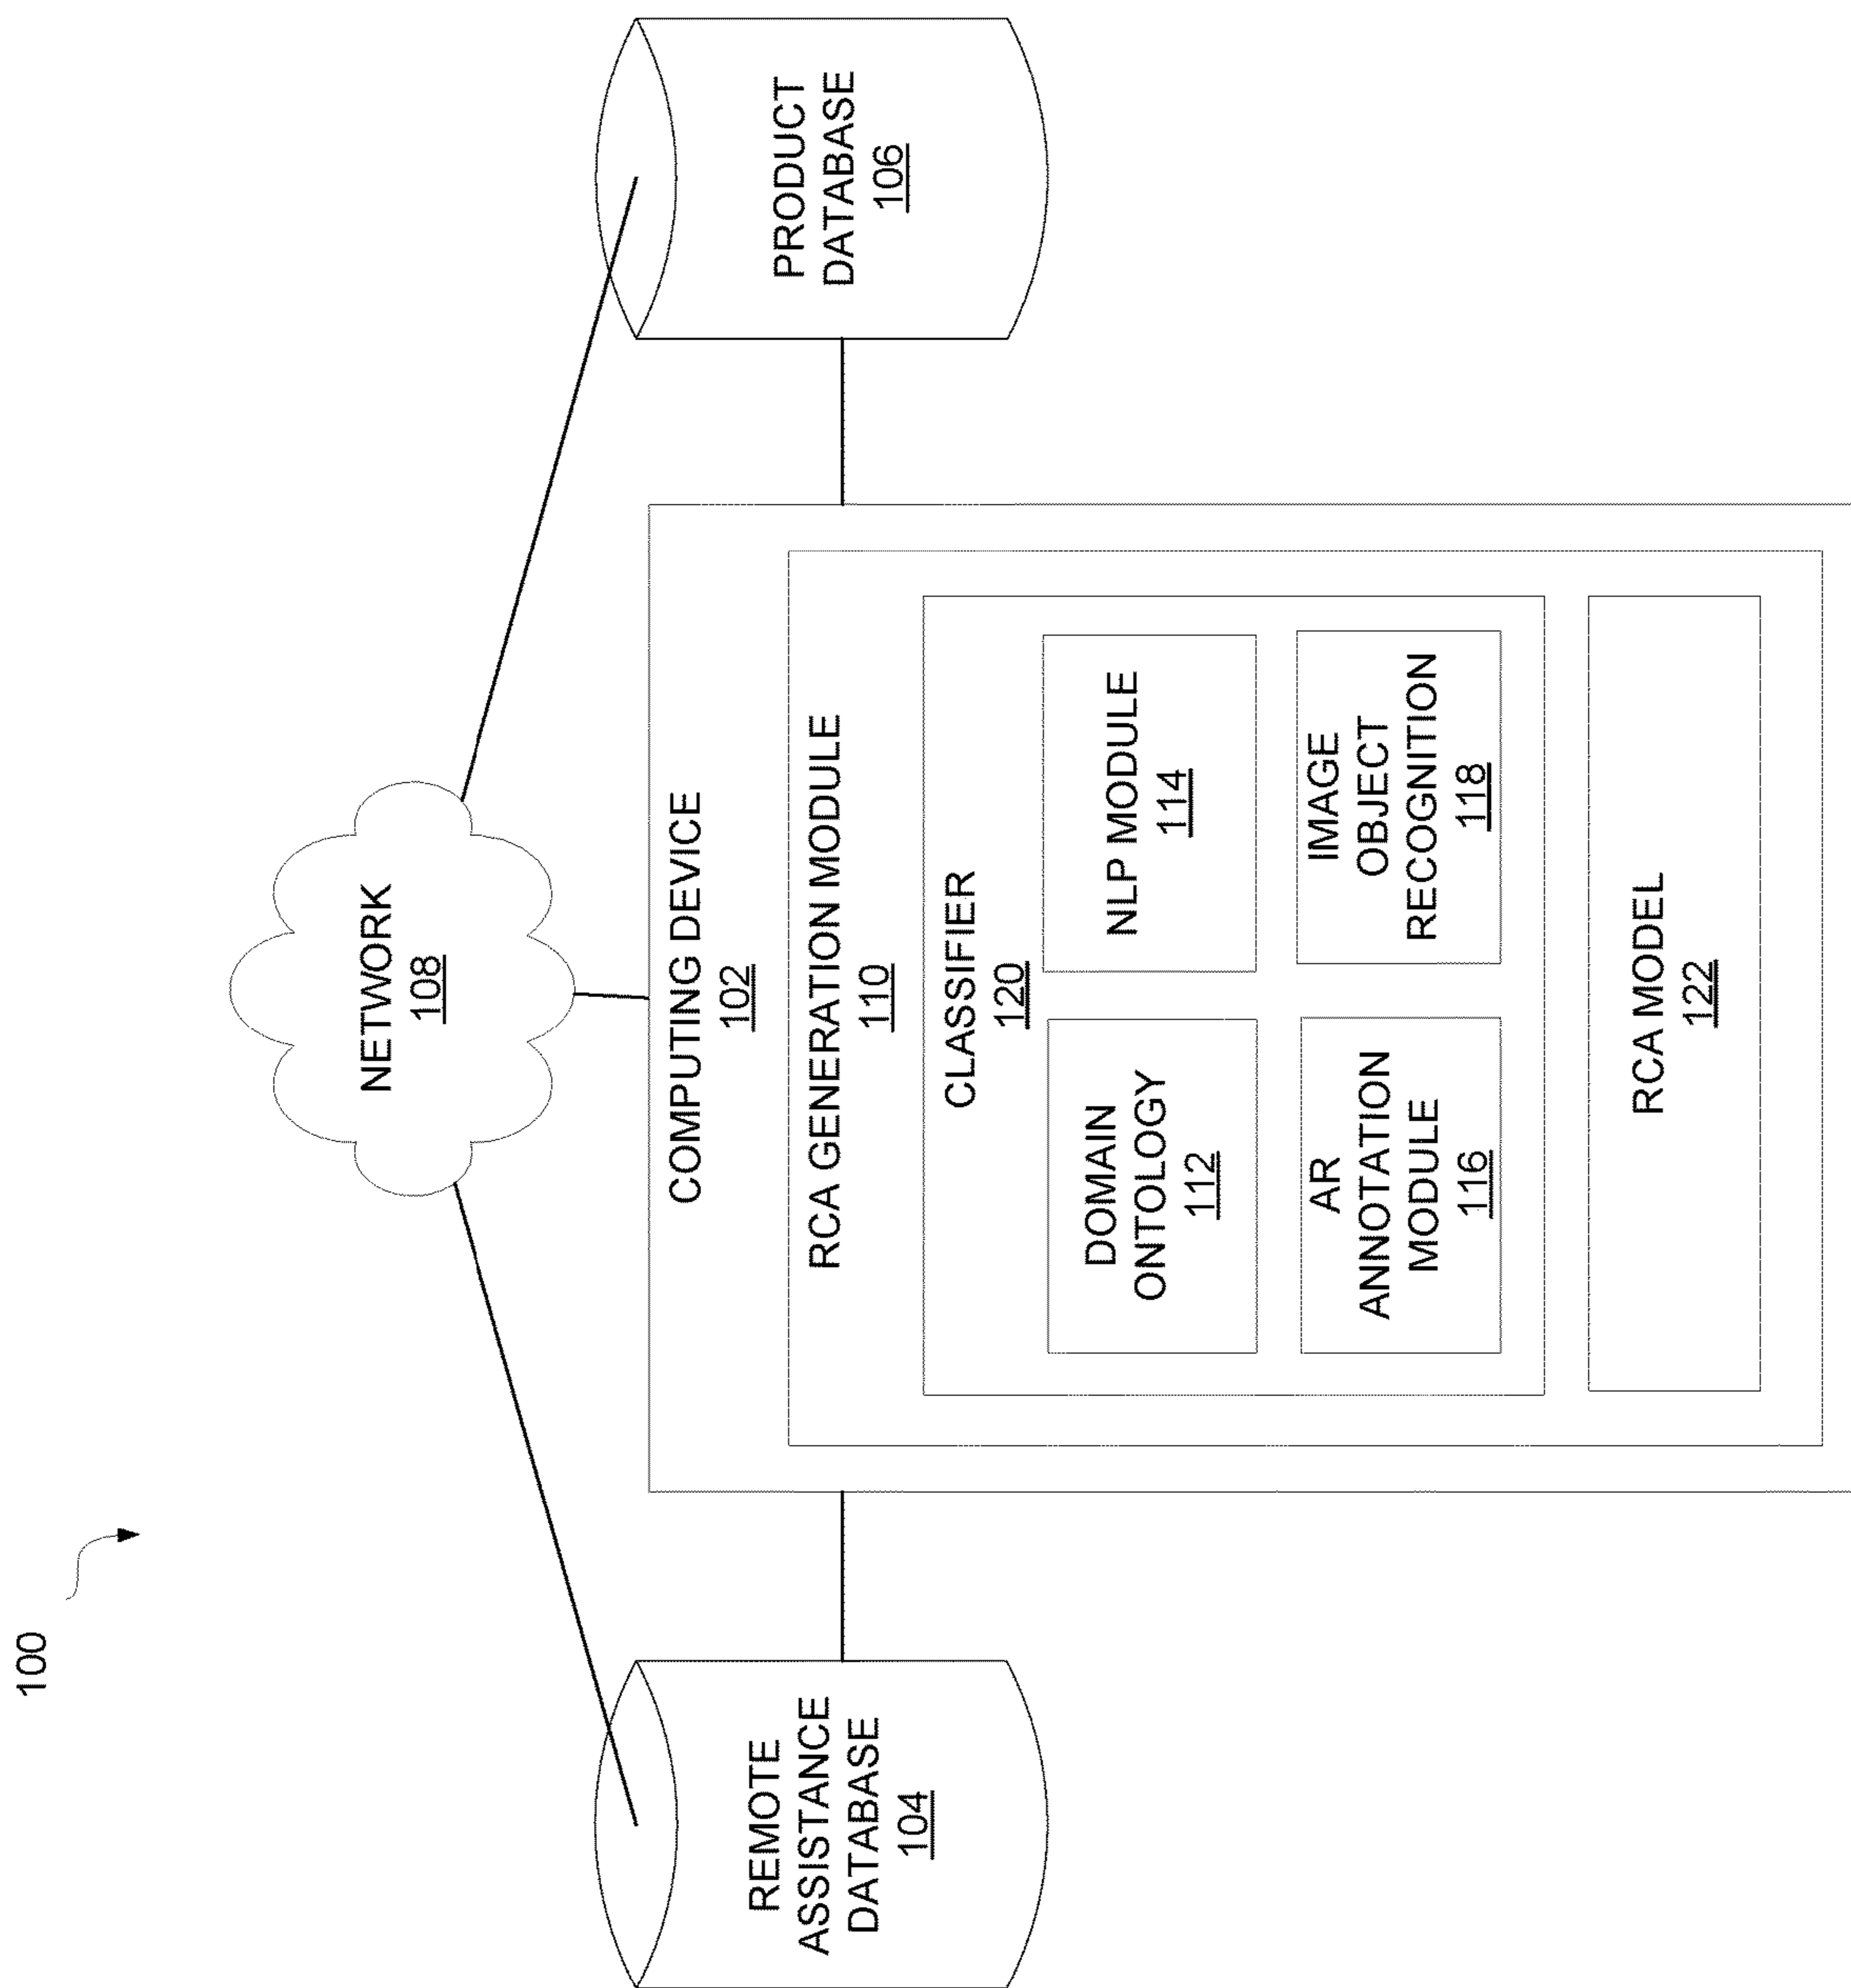 100
NETWORK
108
REMOTE
ASSISTANCE
DATABASE
104
COMPUTING DEVICE
102
RCA GENERATION MODULE
110
CLASSIFIER
120
DOMAIN
ONTOLOGY
112
NLP MODULE
114
AR
ANNOTATION
MODULE
116
IMAGE
OBJECT
RECOGNITION
118
RCA MODEL
122
PRODUCT
DATABASE
106